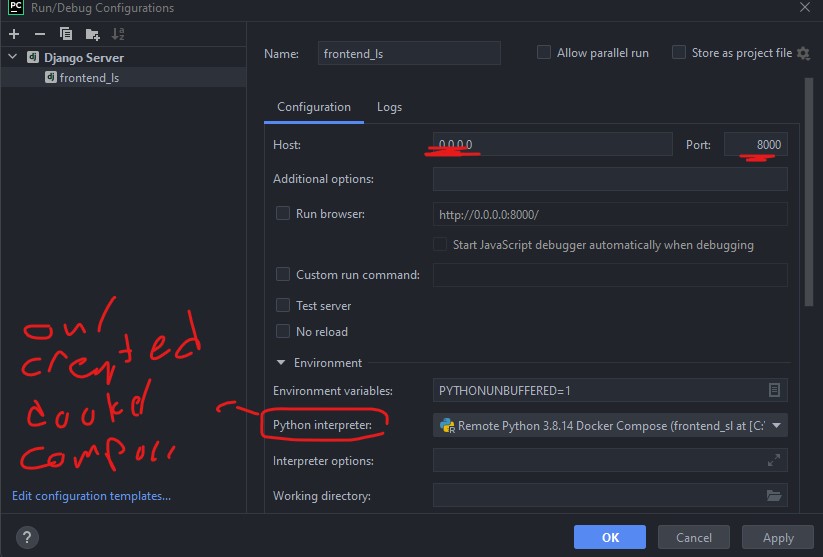 PC Run/Debug Configurations
Django Server
frontend_ls
Name: frontend_ls Allow parallel run Store as project file
Configuration Logs
Host: 0.0.0.0 Port: 8000
Additional options:
Run browser: http://0.0.0.0:8000/
Start JavaScript debugger automatically when debugging
Custom run command:
Test server
No reload
Environment
Environment variables: PYTHONUNBUFFERED=1
Python interpreter: Remote Python 3.8.14 Docker Compose (frontend_sl at [C:\
Interpreter options:
Working directory:
our
created
compos
Edit configuration templates...
? OK Cancel Apply